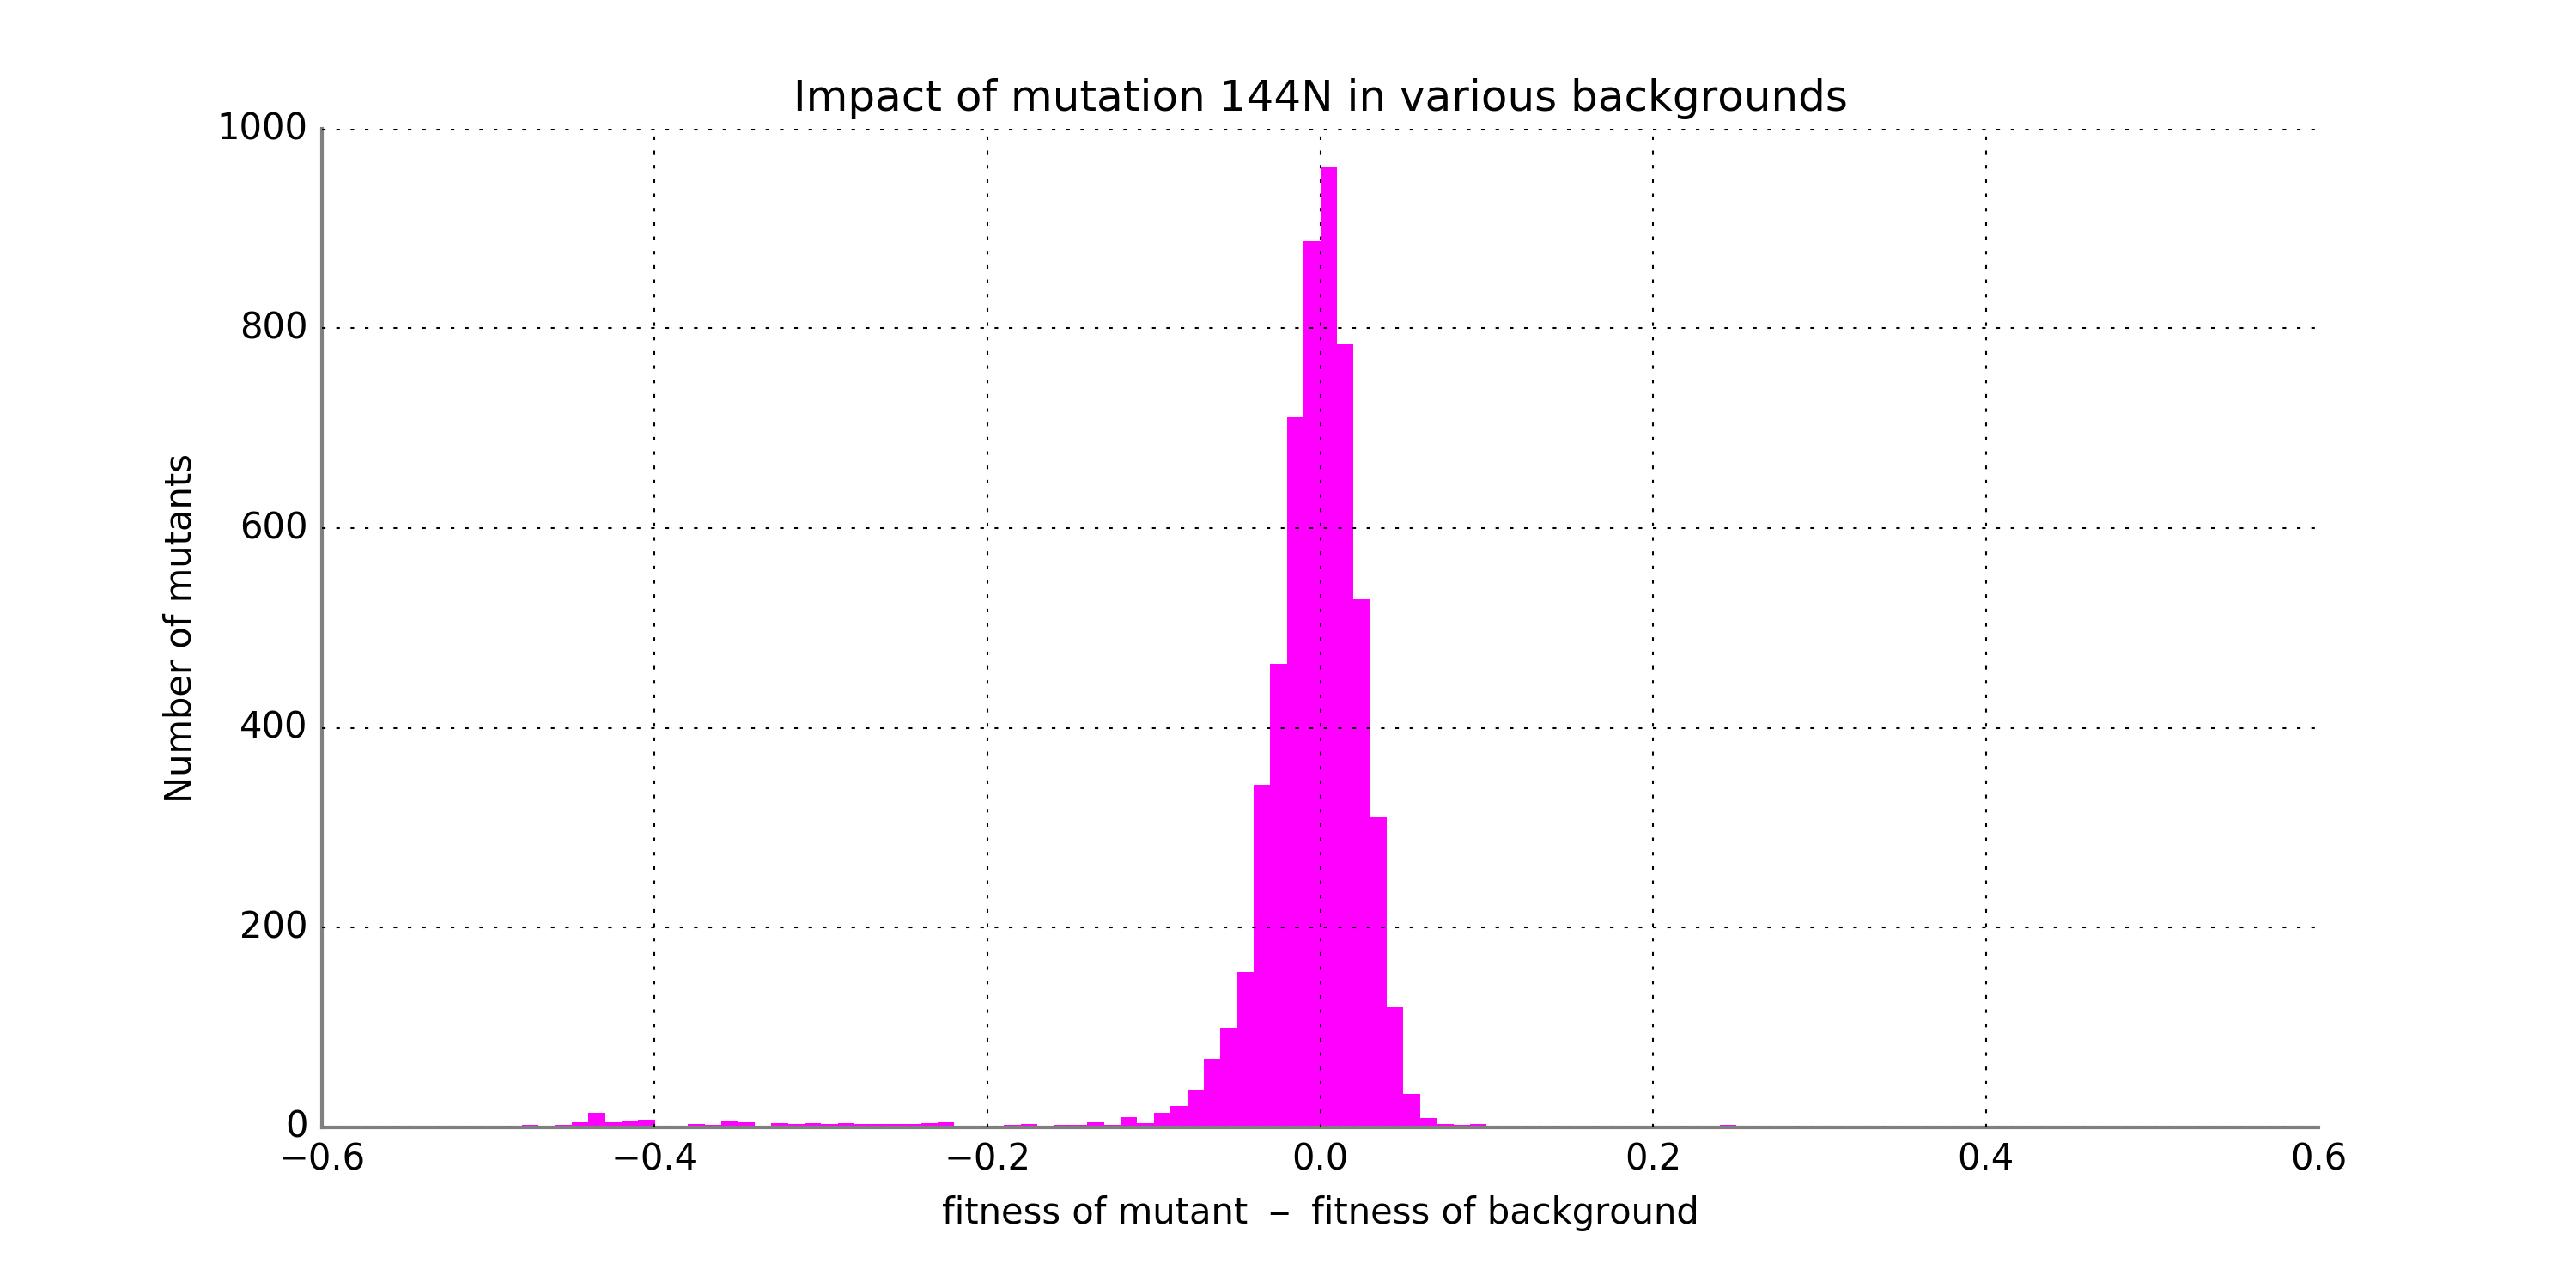 Impact of mutation 144N in various backgrounds
1000
800
600
400
200
0
Number of mutants
−0.6 −0.4 −0.2 0.0 0.2 0.4 0.6
fitness of mutant − fitness of background